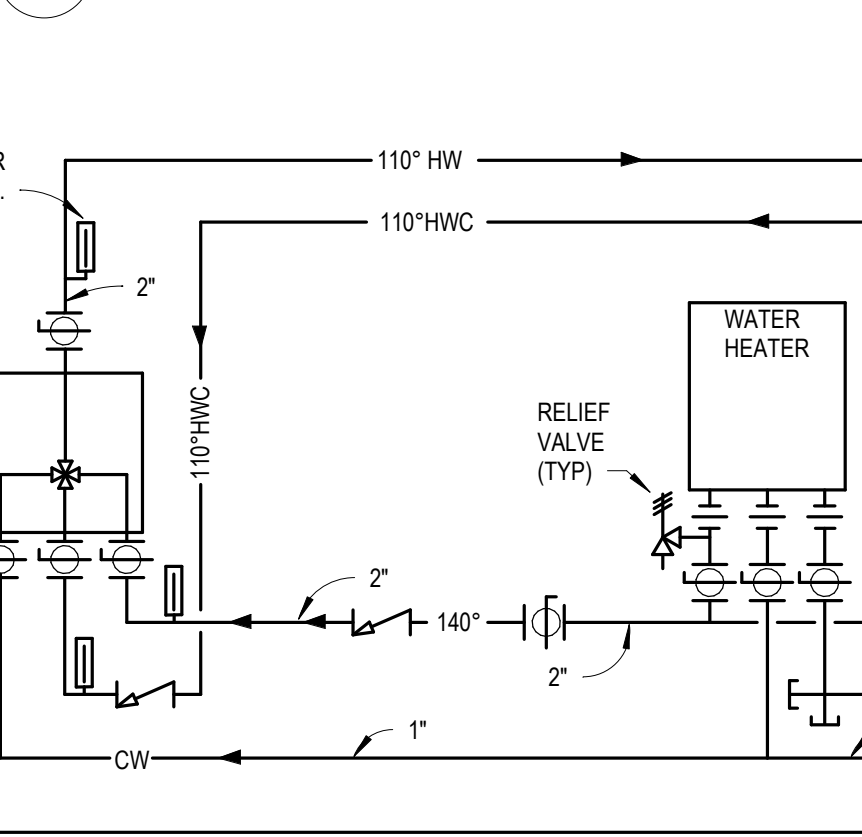 110° HW
R
.
110°HWC
2"
WATER
HEATER
110°HWC
RELIEF
VALVE
(TYP)
2"
140°
2"
1"
CW